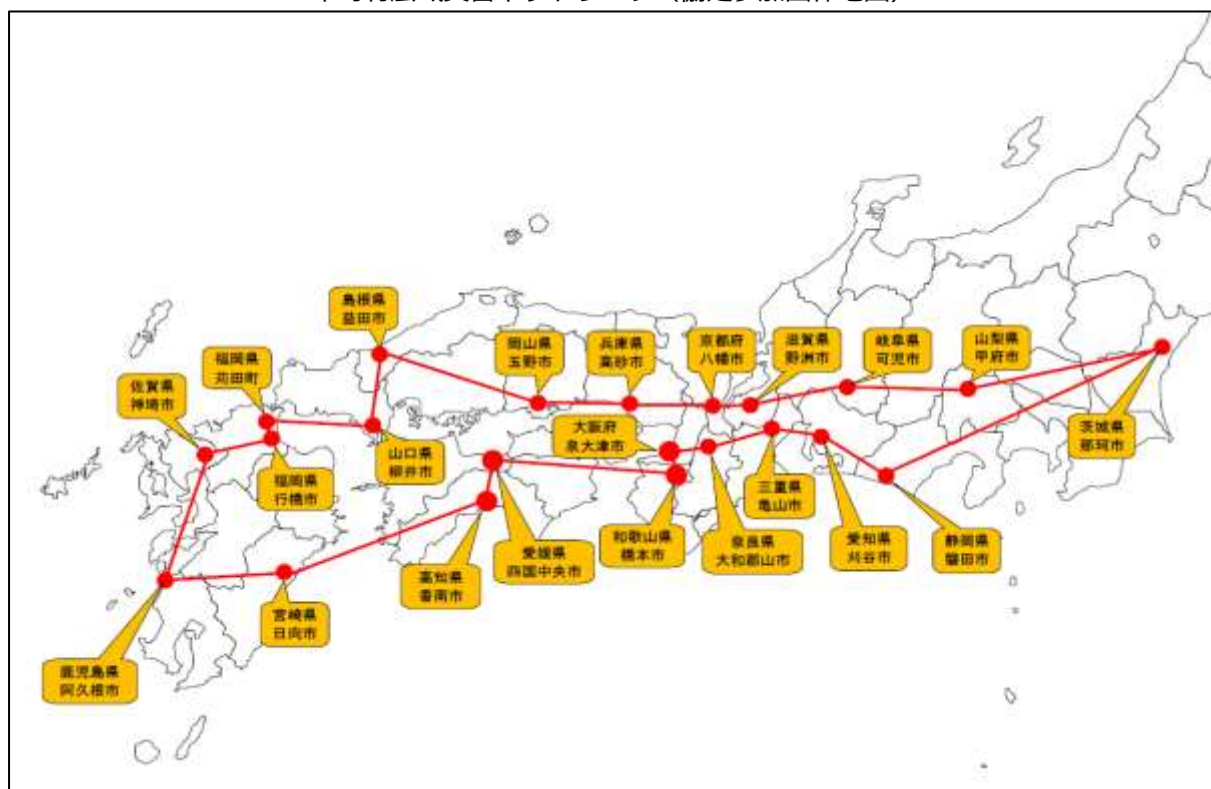 島根県
益田市
岡山県
玉野市
兵庫県
高砂市
京都府
八幡市
滋賀県
野洲市
岐阜県
可児市
山梨県
甲府市
福岡県
苅田町
佐賀県
神埼市
大阪府
泉大津市
茨城県
那珂市
山口県
柳井市
福岡県
行橋市
三重県
亀山市
和歌山県
橋本市
奈良県
大和郡山市
愛知県
刈谷市
静岡県
磐田市
愛媛県
四国中央市
高知県
香南市
宮崎県
日向市
鹿児島県
阿久根市